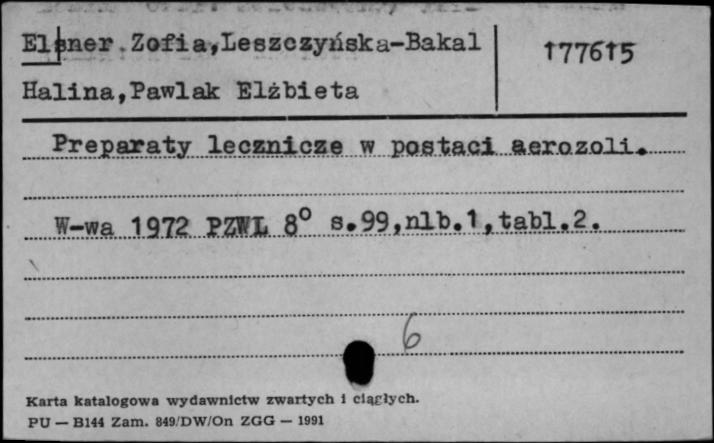 Elsner Zofia,Leszczyńska-Bakal
177615
Halina,Pawlak Elżbieta
Preparaty lecznicze w postaci aerozoli.
W-wa 1972 PZWL 8° s.99,nlb.1,tabl.2.
6
Karta katalogowa wydawnictw zwartych i ciągłych.
PU — B144 Zam. 849/DW/On ZGG — 1991